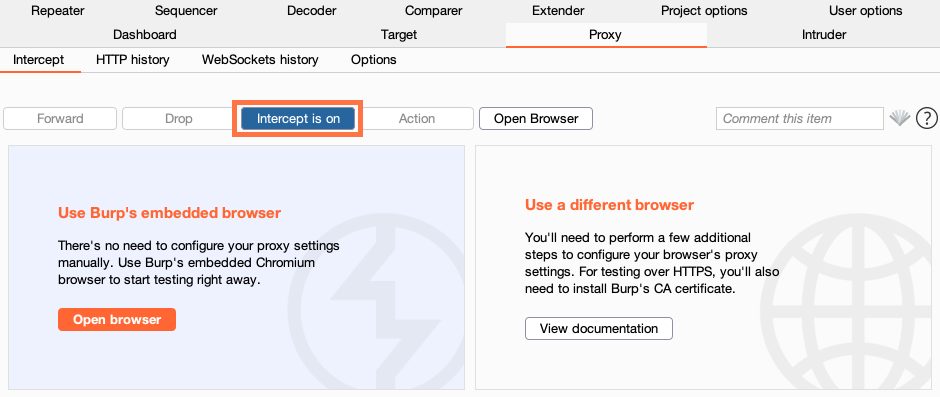 Repeater Sequencer Decoder Comparer Extender Project options User options
Dashboard Target Proxy Intruder
Intercept HTTP history WebSockets history Options
Forward Drop Intercept is on Action Open Browser Comment this item ?
Use Burp's embedded browser
There's no need to configure your proxy settings
manually. Use Burp's embedded Chromium
browser to start testing right away.
Open browser
Use a different browser
You'll need to perform a few additional
steps to configure your browser's proxy
settings. For testing over HTTPS, you'll also
need to install Burp's CA certificate.
View documentation